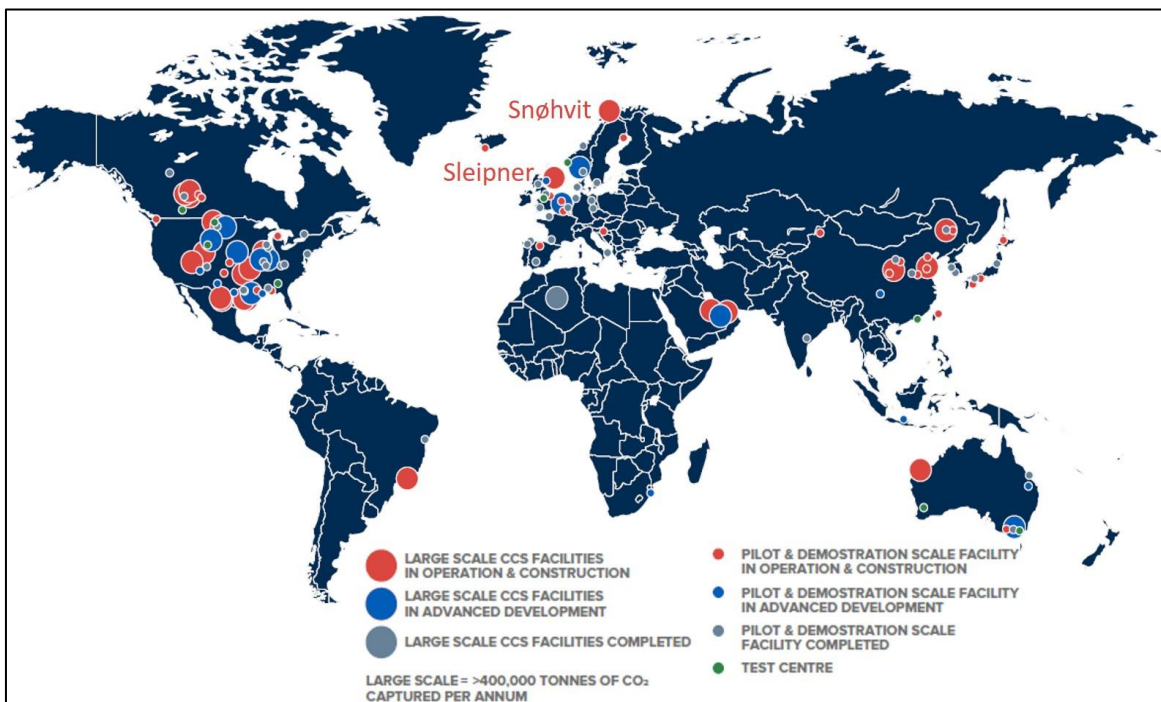 Snøhvit
Sleipner
LARGE SCALE CCS FACILITIES
IN OPERATION & CONSTRUCTION
LARGE SCALE CCS FACILITIES
IN ADVANCED DEVELOPMENT
LARGE SCALE CCS FACILITIES COMPLETED
LARGE SCALE = >400,000 TONNES OF CO₂
CAPTURED PER ANNUM
PILOT & DEMOSTRATION SCALE FACILITY
IN OPERATION & CONSTRUCTION
PILOT & DEMOSTRATION SCALE FACILITY
IN ADVANCED DEVELOPMENT
PILOT & DEMOSTRATION SCALE
FACILITY COMPLETED
TEST CENTRE